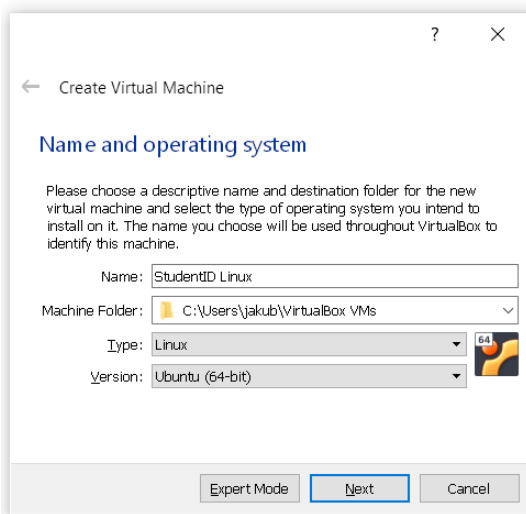 ?
Create Virtual Machine
Name and operating system
Please choose a descriptive name and destination folder for the new
virtual machine and select the type of operating system you intend to
install on it. The name you choose will be used throughout VirtualBox to
identify this machine.
Name: StudentID Linux
Machine Folder: C:\Users\jakub\VirtualBox VMs
Type: Linux
64
Version: Ubuntu (64-bit)
Expert Mode Next Cancel